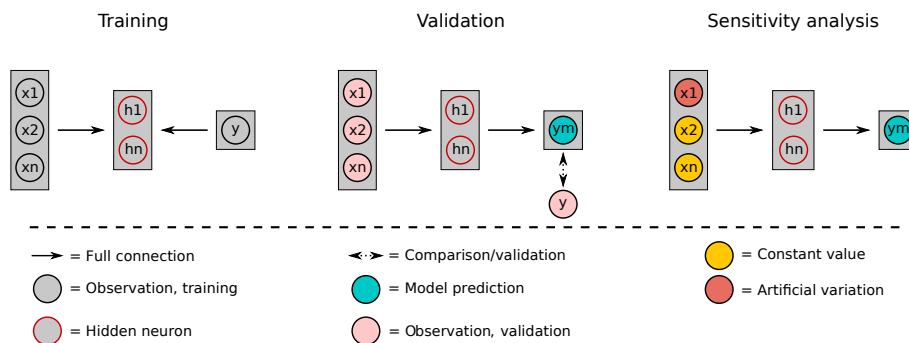 Training
Validation
Sensitivity analysis
x1
x2
xn
h1
hn
y
x1
x2
xn
h1
hn
ym
y
x1
x2
xn
h1
hn
ym
= Full connection
= Observation, training
= Hidden neuron
= Comparison/validation
= Model prediction
= Observation, validation
= Constant value
= Artificial variation